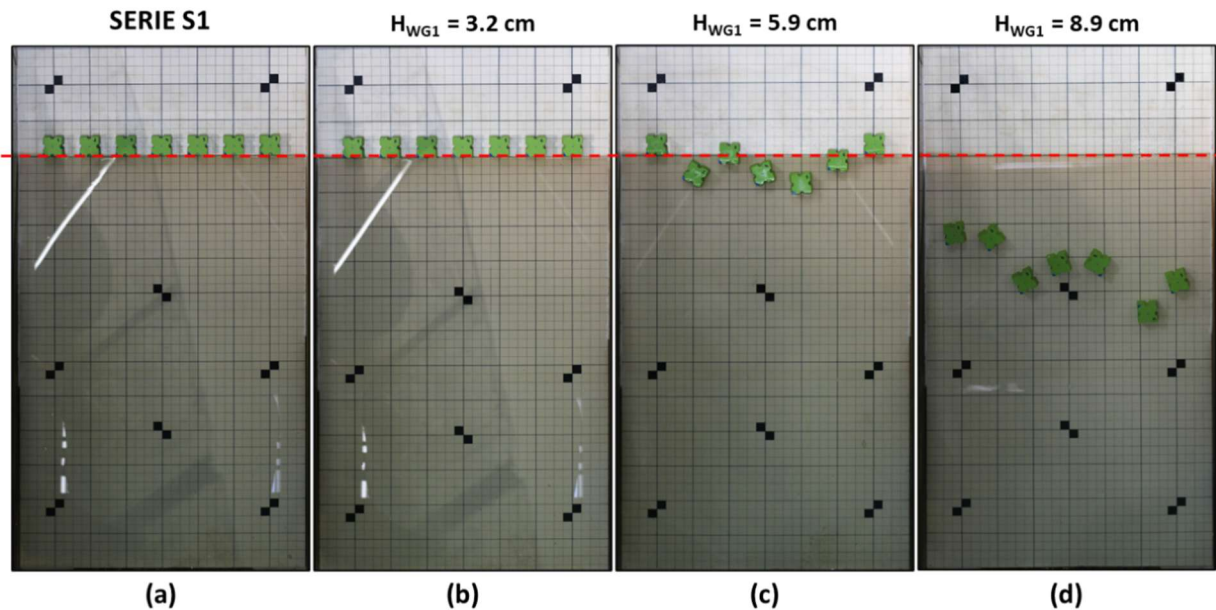 SERIE S1
H_WG1 = 3.2 cm
H_WG1 = 5.9 cm
H_WG1 = 8.9 cm
(a)
(b)
(c)
(d)